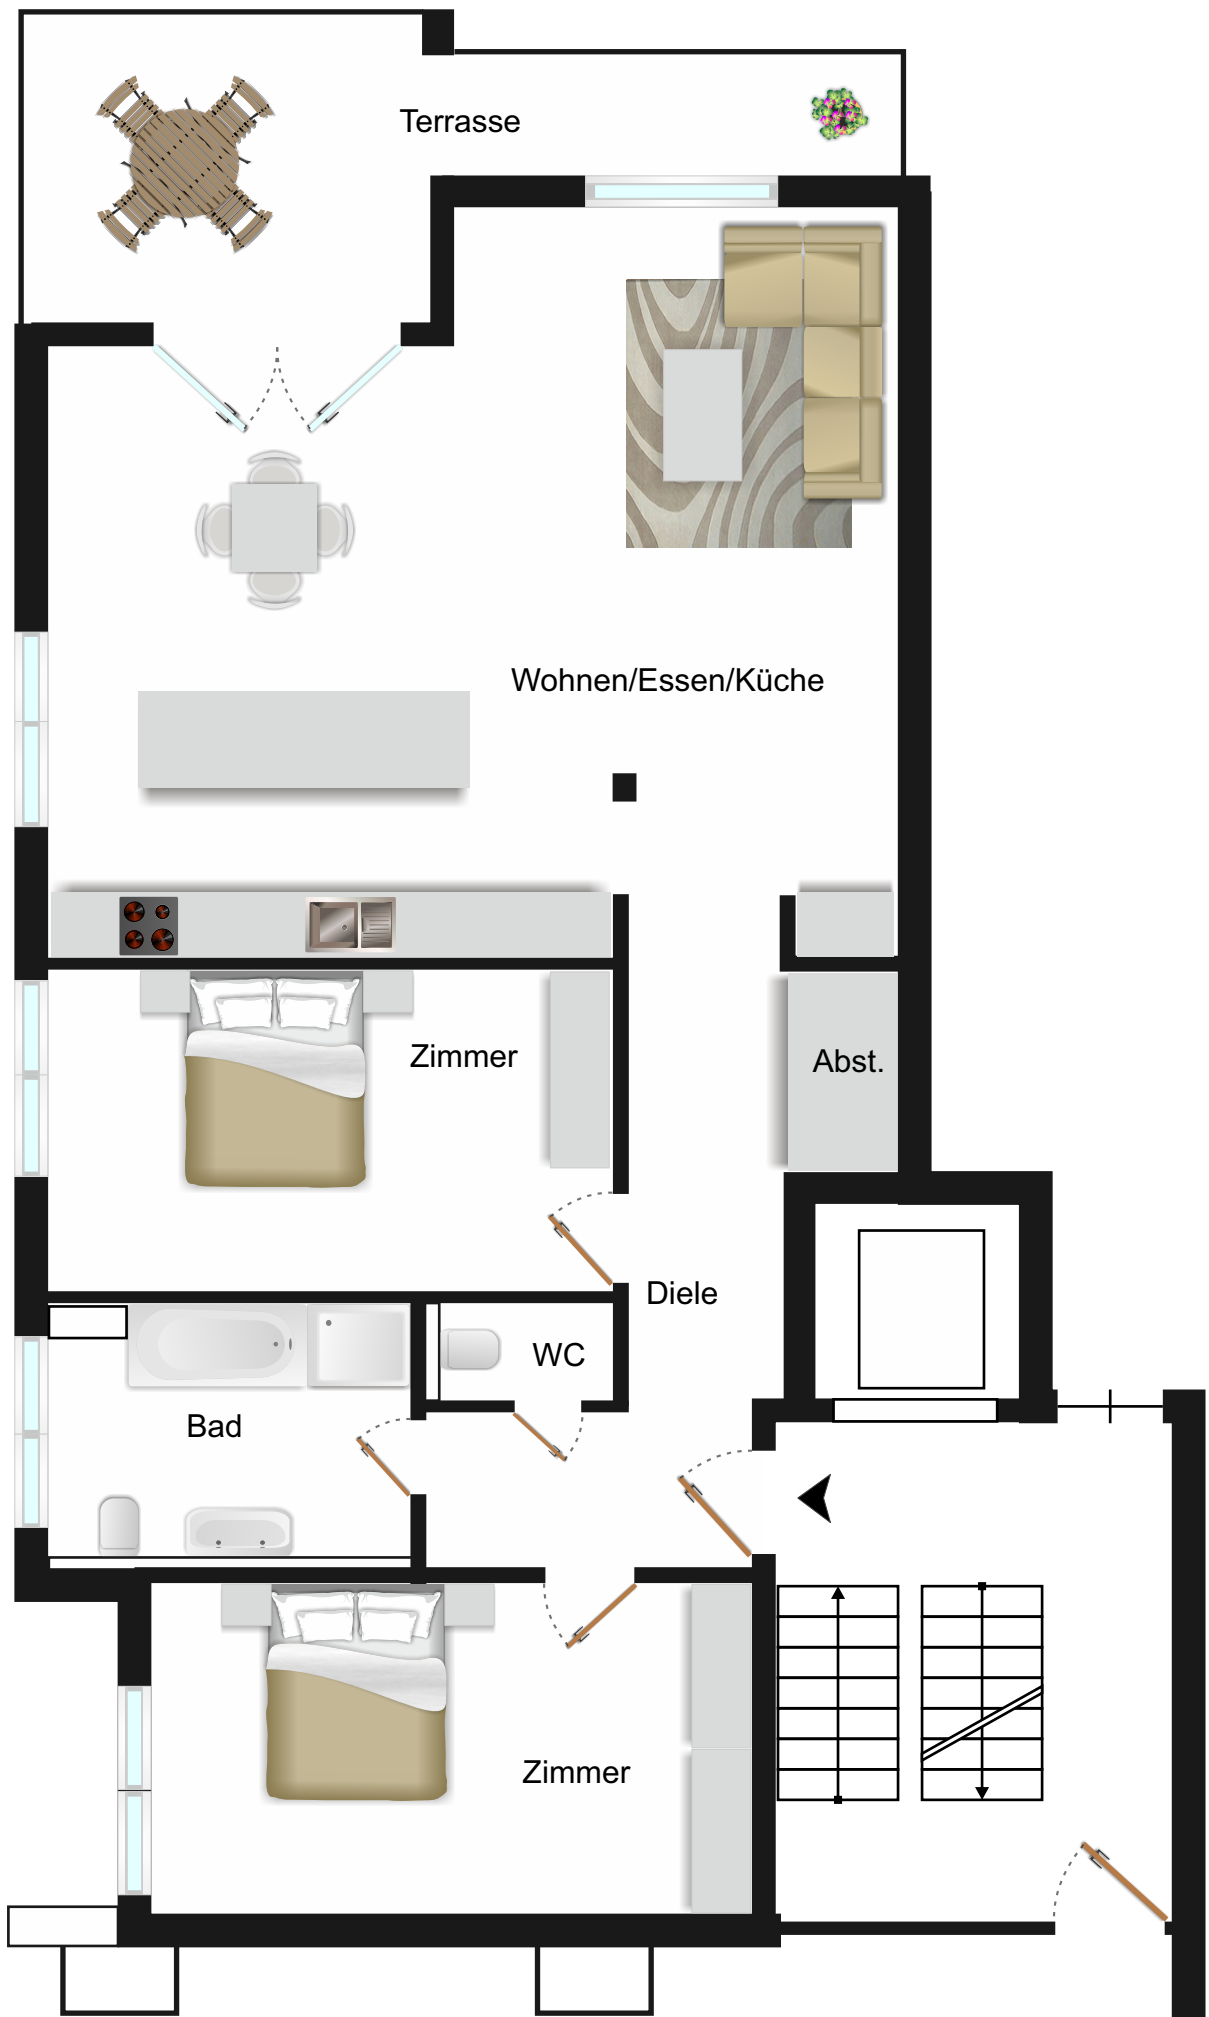 Terrasse
Wohnen/Essen/Küche
Zimmer
Abst.
Diele
WC
Bad
Zimmer